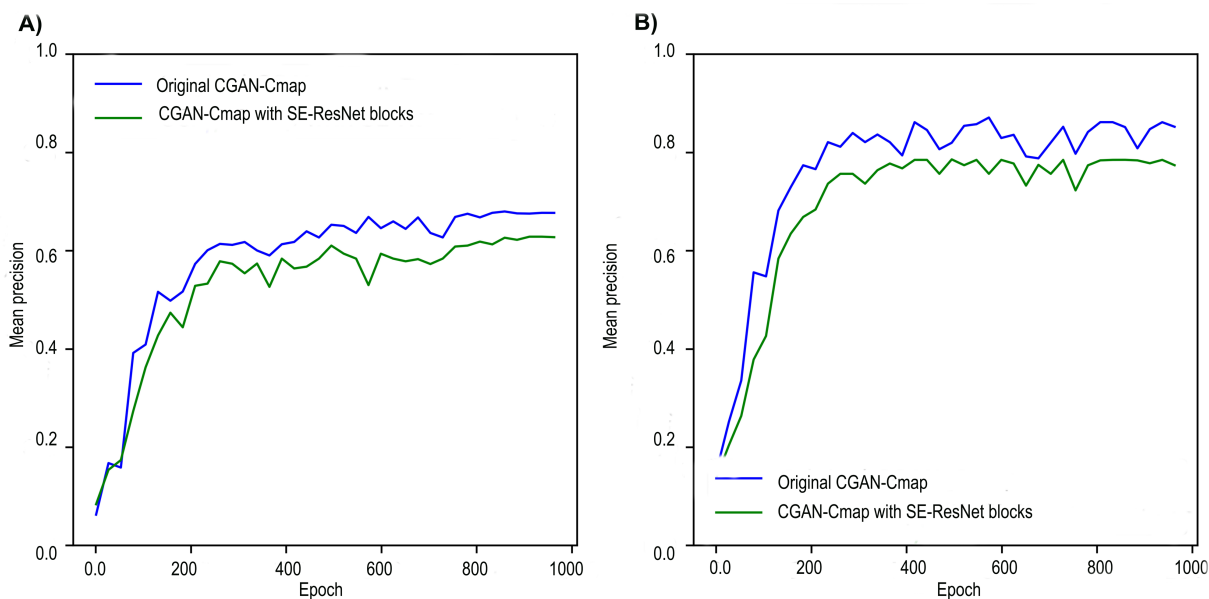 A)
1.0
0.8
0.6
0.4
0.2
0.0
Mean precision
Original CGAN-Cmap
CGAN-Cmap with SE-ResNet blocks
0.0 200 400 600 800 1000
Epoch
B)
1.0
0.8
0.6
0.4
0.2
0.0
Mean precision
Original CGAN-Cmap
CGAN-Cmap with SE-ResNet blocks
0.0 200 400 600 800 1000
Epoch